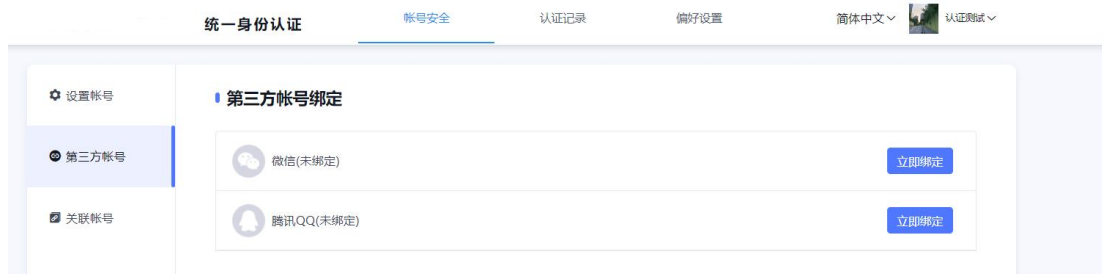 统一身份认证 帐号安全 认证记录 偏好设置 简体中文 认证测试
设置帐号
第三方帐号绑定
第三方帐号
微信(未绑定) 立即绑定
关联帐号
腾讯QQ(未绑定) 立即绑定